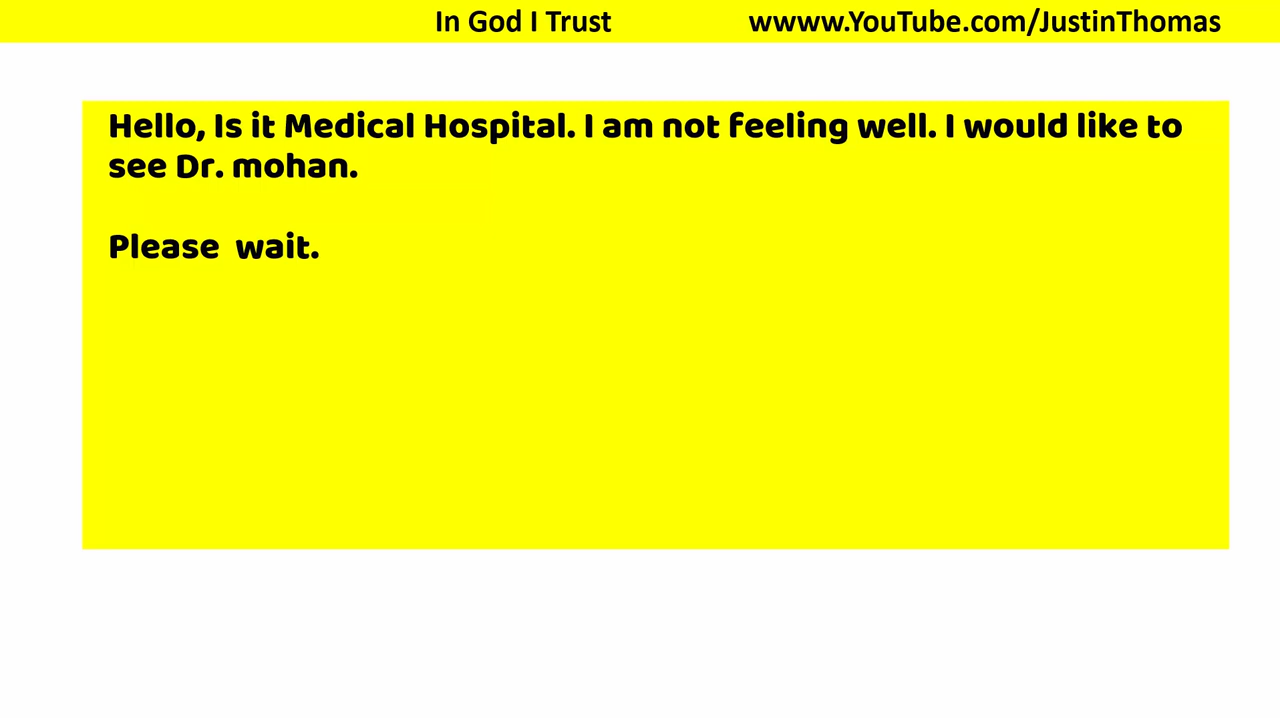 In God I Trust wwww.YouTube.com/JustinThomas
Hello, Is it Medical Hospital. I am not feeling well. I would like to
see Dr. mohan.
Please wait.